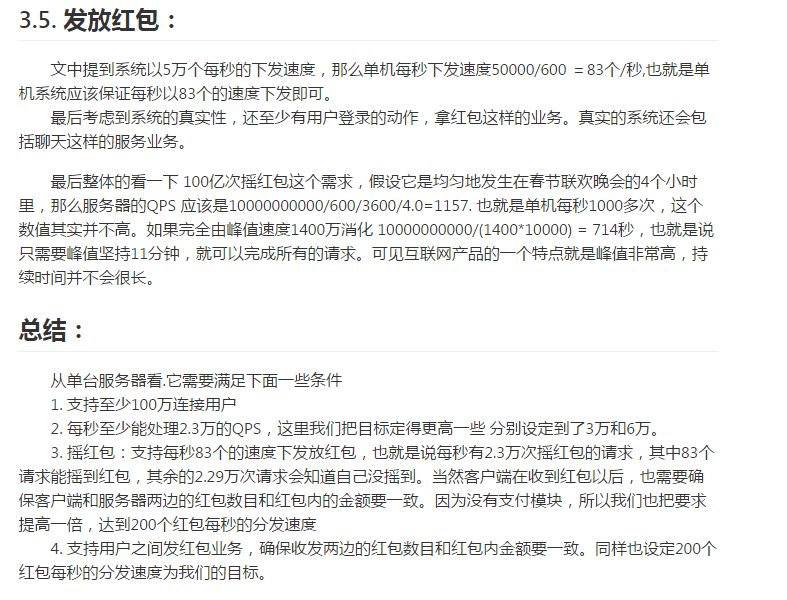 3.5. 发放红包：
文中提到系统以5万个每秒的下发速度，那么单机每秒下发速度50000/600 ＝83个/秒,也就是单
机系统应该保证每秒以83个的速度下发即可。
最后考虑到系统的真实性，还至少有用户登录的动作，拿红包这样的业务。真实的系统还会包
括聊天这样的服务业务。
最后整体的看一下 100亿次摇红包这个需求，假设它是均匀地发生在春节联欢晚会的4个小时
里，那么服务器的QPS 应该是10000000000/600/3600/4.0=1157. 也就是单机每秒1000多次，这个
数值其实并不高。如果完全由峰值速度1400万消化 10000000000/(1400*10000) = 714秒，也就是说
只需要峰值坚持11分钟，就可以完成所有的请求。可见互联网产品的一个特点就是峰值非常高，持
续时间并不会很长。
总结：
从单台服务器看.它需要满足下面一些条件
1. 支持至少100万连接用户
2. 每秒至少能处理2.3万的QPS，这里我们把目标定得更高一些 分别设定到了3万和6万。
3. 摇红包：支持每秒83个的速度下发放红包，也就是说每秒有2.3万次摇红包的请求，其中83个
请求能摇到红包，其余的2.29万次请求会知道自己没摇到。当然客户端在收到红包以后，也需要确
保客户端和服务器两边的红包数目和红包内的金额要一致。因为没有支付模块，所以我们也把要求
提高一倍，达到200个红包每秒的分发速度
4. 支持用户之间发红包业务，确保收发两边的红包数目和红包内金额要一致。同样也设定200个
红包每秒的分发速度为我们的目标。